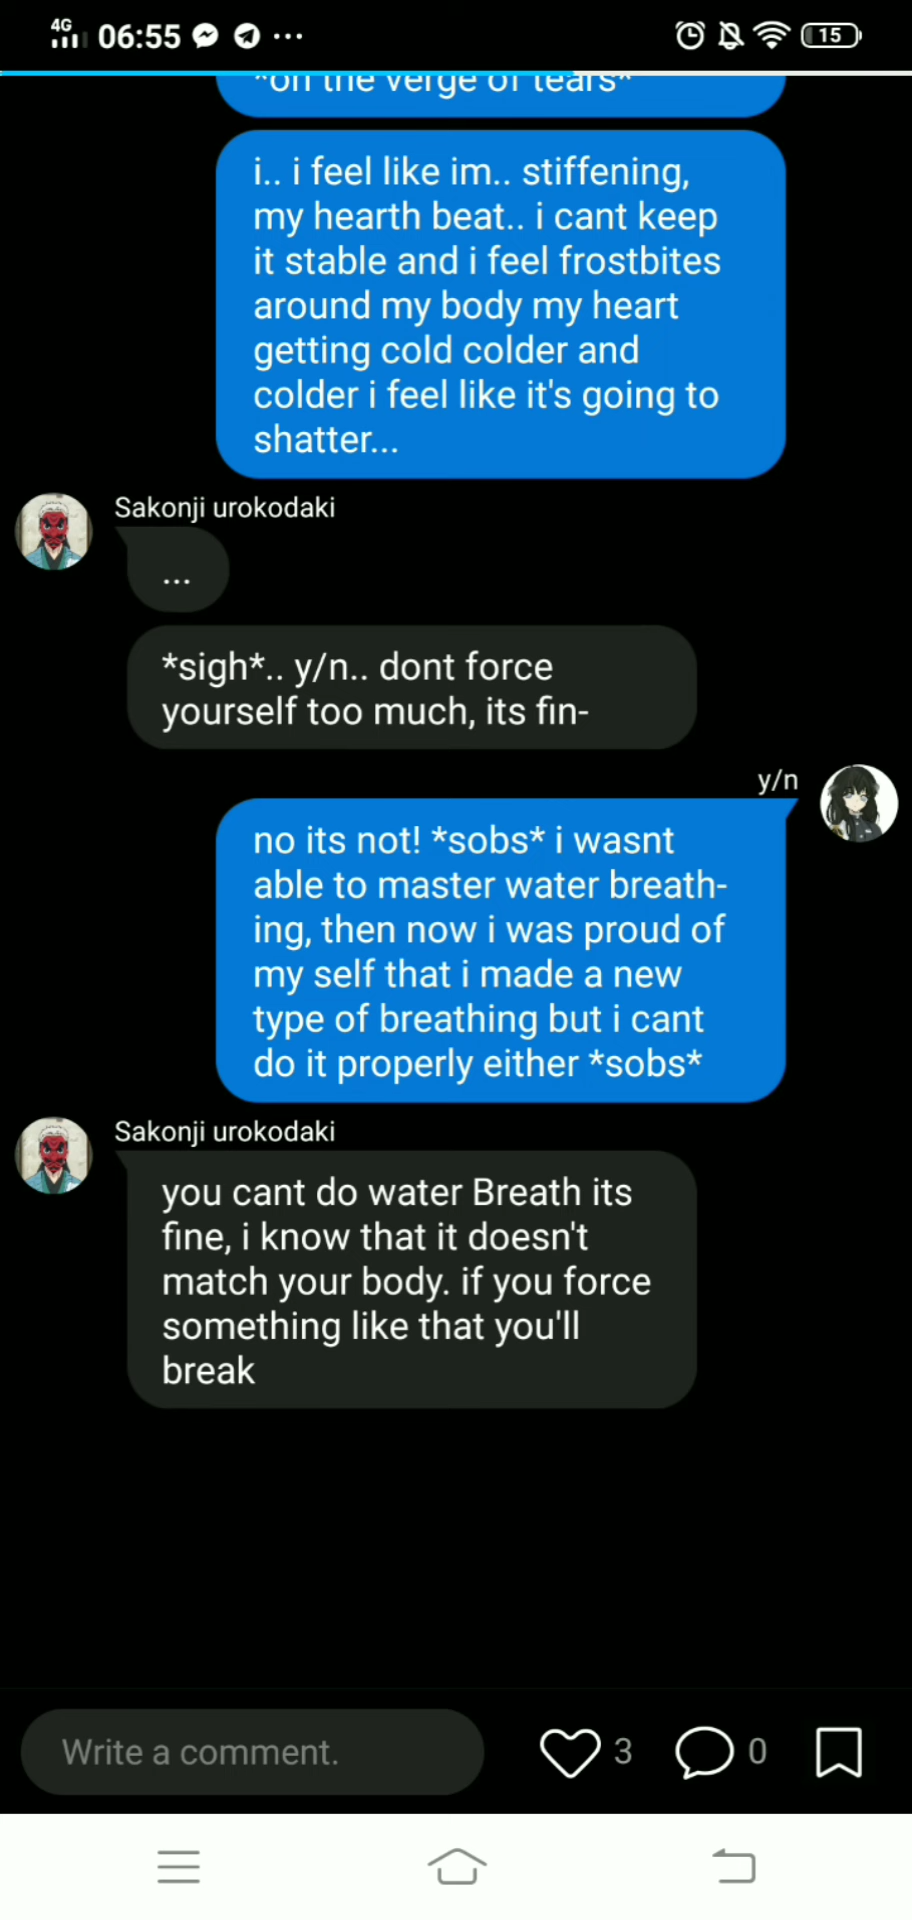 4G
06:55
15
*on the verge of tears*
i.. i feel like im.. stiffening,
my hearth beat.. i cant keep
it stable and i feel frostbites
around my body my heart
getting cold colder and
colder i feel like it's going to
shatter...
Sakonji urokodaki
...
*sigh*.. y/n.. dont force
yourself too much, its fin-
y/n
no its not! *sobs* i wasnt
able to master water breath-
ing, then now i was proud of
my self that i made a new
type of breathing but i cant
do it properly either *sobs*
Sakonji urokodaki
you cant do water Breath its
fine, i know that it doesn't
match your body. if you force
something like that you'll
break
Write a comment.
3
0